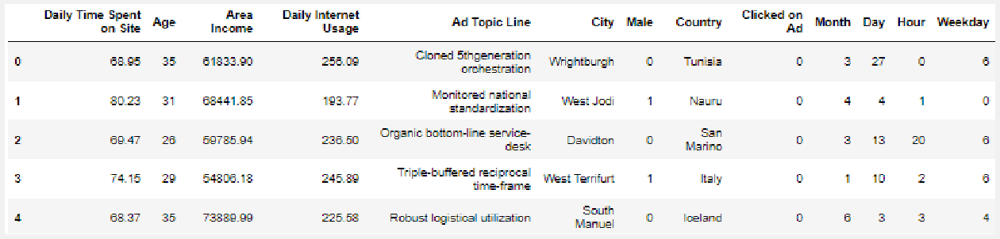 Daily Time Spent on Site Age Area Income Daily Internet Usage Ad Topic Line City Male Country Clicked on Ad Month Day Hour Weekday
0 68.95 35 61833.90 256.09 Cloned 5thgeneration orchestration Wrightburgh 0 Tunisia 0 3 27 0 6
1 80.23 31 68441.85 193.77 Monitored national standardization West Jodi 1 Nauru 0 4 4 1 0
2 69.47 26 59785.94 236.50 Organic bottom-line service-desk Davidton 0 San Marino 0 3 13 20 6
3 74.15 29 54806.18 245.89 Triple-buffered reciprocal time-frame West Terrifurt 1 Italy 0 1 10 2 6
4 68.37 35 73889.99 225.58 Robust logistical utilization South Manuel 0 Iceland 0 6 3 3 4